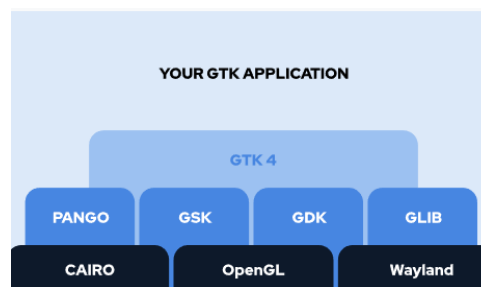 YOUR GTK APPLICATION
GTK 4
PANGO GSK GDK GLIB
CAIRO OpenGL Wayland